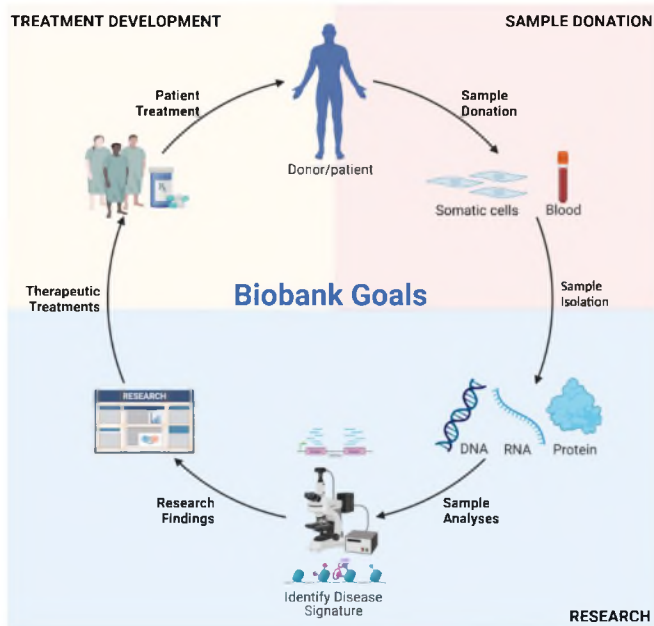 TREATMENT DEVELOPMENT
SAMPLE DONATION
Patient
Treatment
Sample
Donation
Donor/patient
Somatic cells
Blood
Therapeutic
Treatments
Biobank Goals
Sample
Isolation
RESEARCH
DNA
RNA
Protein
Research
Findings
Sample
Analyses
Identify Disease
Signature
RESEARCH